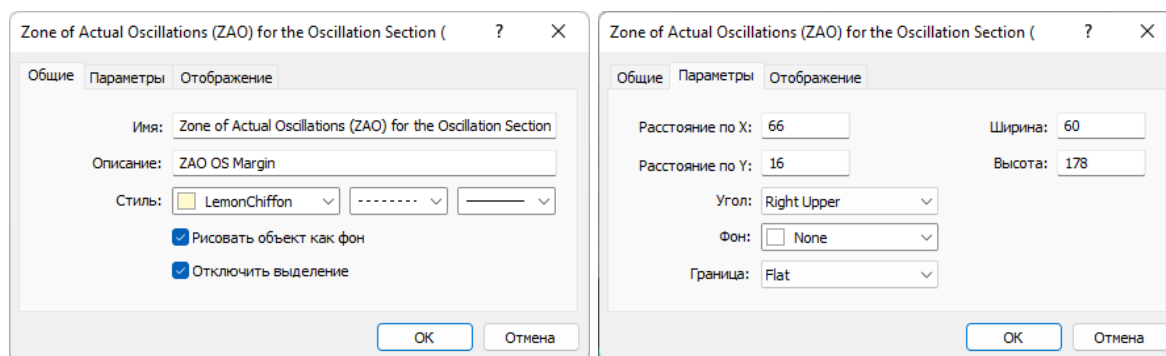 Zone of Actual Oscillations (ZAO) for the Oscillation Section ( ?
Общие Параметры Отображение
Имя: Zone of Actual Oscillations (ZAO) for the Oscillation Section
Описание: ZAO OS Margin
Стиль: LemonChiffon
Рисовать объект как фон
Отключить выделение
OK Отмена
Zone of Actual Oscillations (ZAO) for the Oscillation Section ( ?
Общие Параметры Отображение
Расстояние по X: 66 Ширина: 60
Расстояние по Y: 16 Высота: 178
Угол: Right Upper
Фон: None
Граница: Flat
OK Отмена